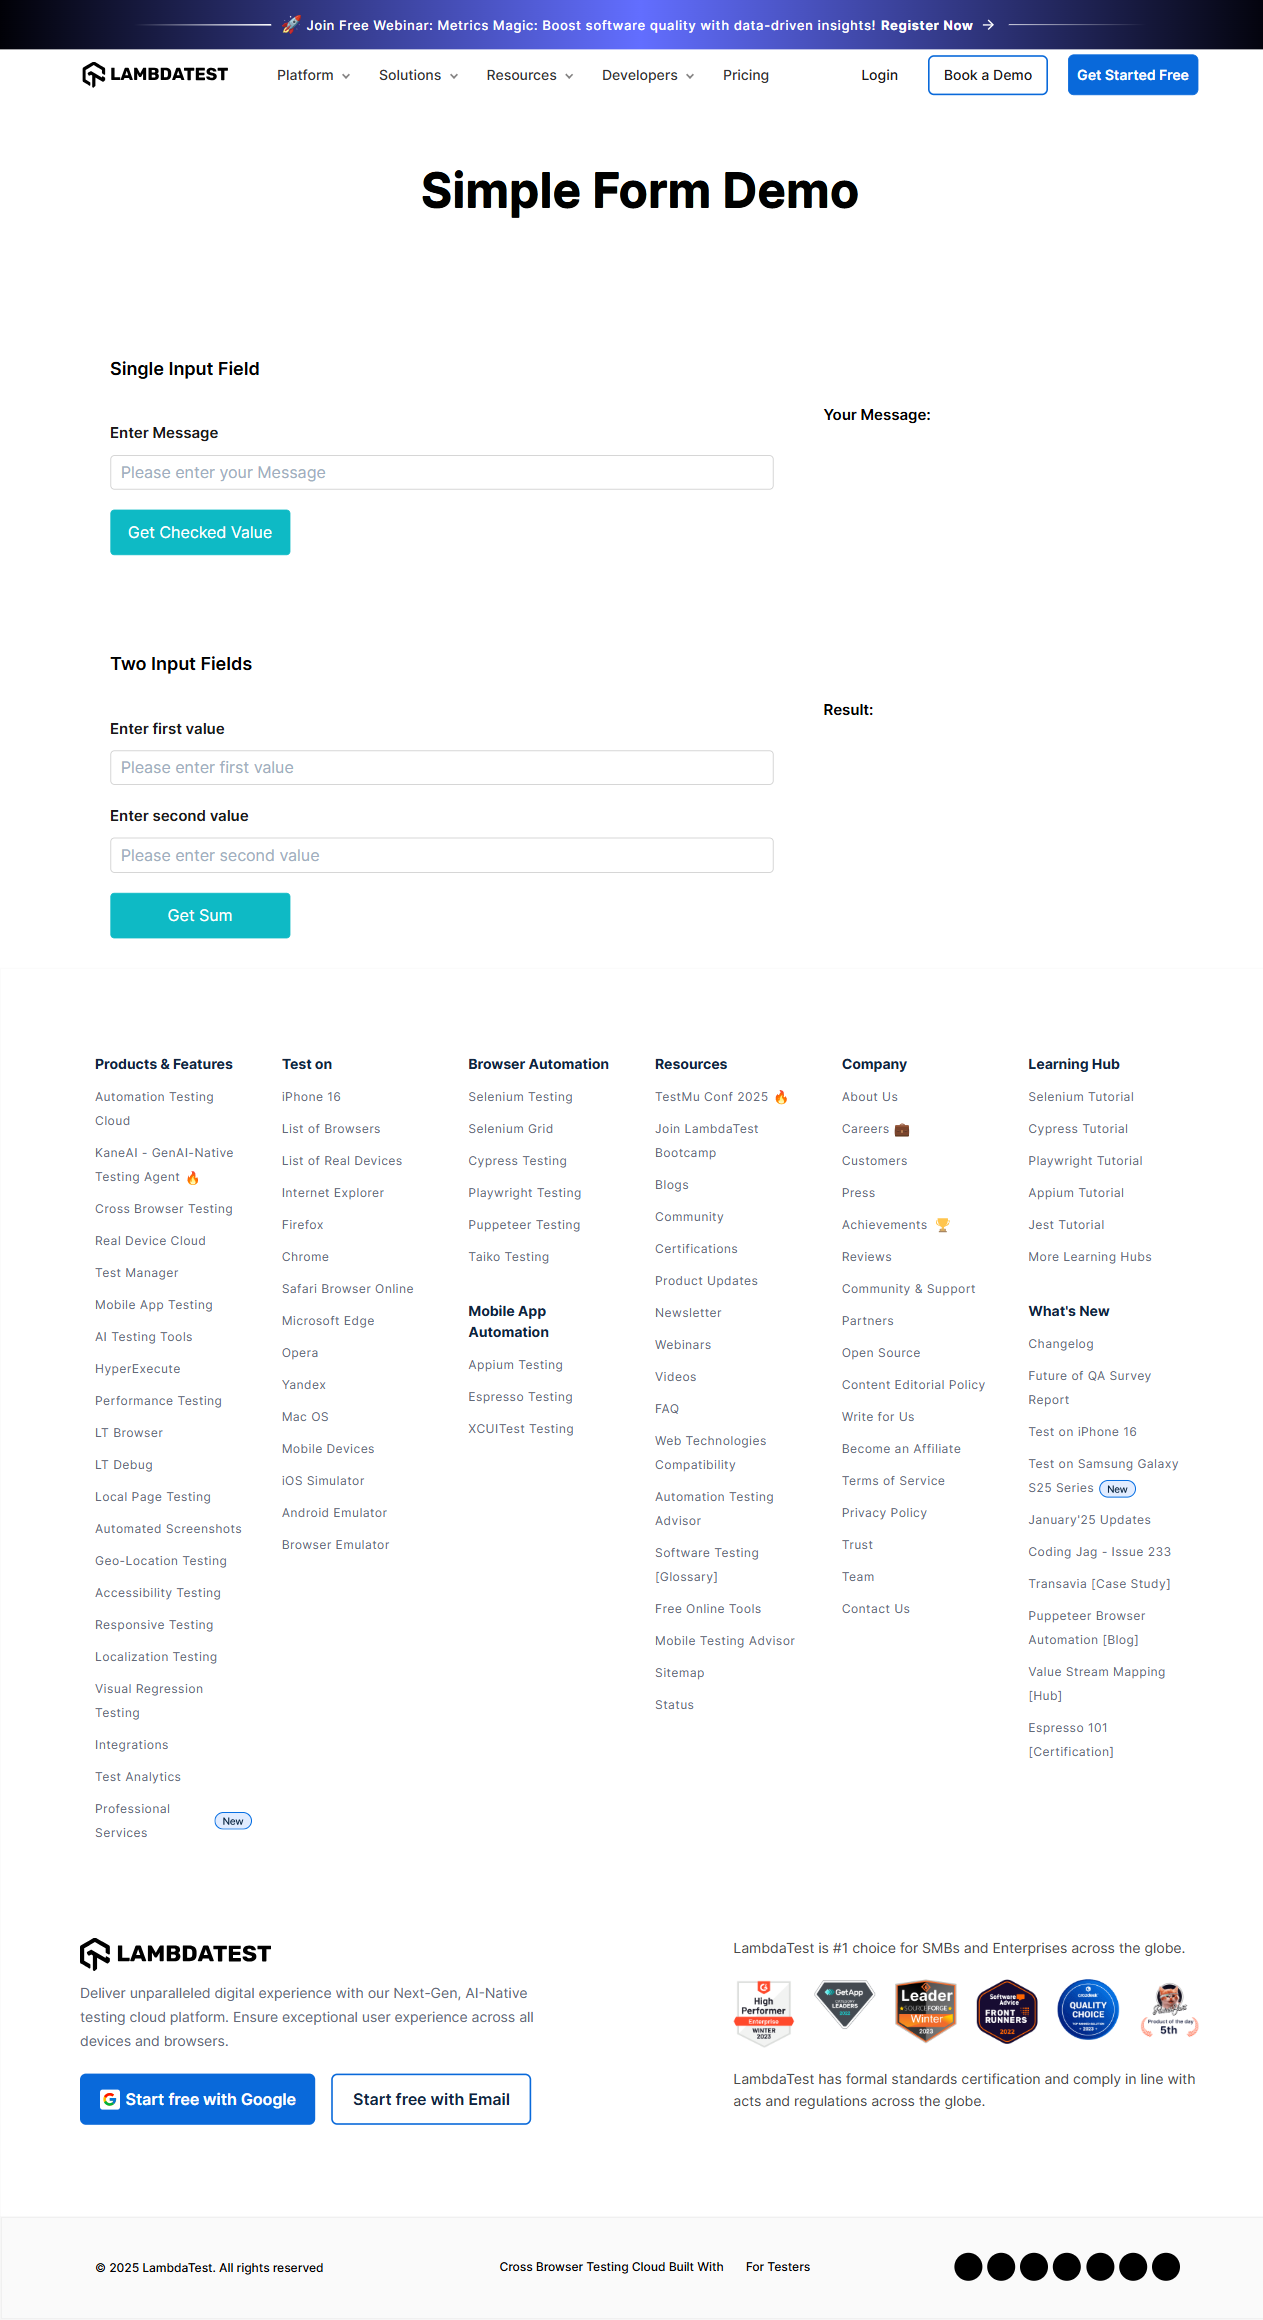 🚀 Join Free Webinar: Metrics Magic: Boost software quality with data-driven insights! Register Now →
LAMBDATEST Platform Solutions Resources Developers Pricing Login Book a Demo Get Started Free
Simple Form Demo
Single Input Field
Your Message:
Enter Message
Please enter your Message
Get Checked Value
Two Input Fields
Result:
Enter first value
Please enter first value
Enter second value
Please enter second value
Get Sum
Products & Features
Automation Testing
Cloud
KaneAI - GenAI-Native
Testing Agent 🔥
Cross Browser Testing
Real Device Cloud
Test Manager
Mobile App Testing
AI Testing Tools
HyperExecute
Performance Testing
LT Browser
LT Debug
Local Page Testing
Automated Screenshots
Geo-Location Testing
Accessibility Testing
Responsive Testing
Localization Testing
Visual Regression
Testing
Integrations
Test Analytics
Professional
Services New
Test on
iPhone 16
List of Browsers
List of Real Devices
Internet Explorer
Firefox
Chrome
Safari Browser Online
Microsoft Edge
Opera
Yandex
Mac OS
Mobile Devices
iOS Simulator
Android Emulator
Browser Emulator
Browser Automation
Selenium Testing
Selenium Grid
Cypress Testing
Playwright Testing
Puppeteer Testing
Taiko Testing
Mobile App
Automation
Appium Testing
Espresso Testing
XCUITest Testing
Resources
TestMu Conf 2025 🔥
Join LambdaTest
Bootcamp
Blogs
Community
Certifications
Product Updates
Newsletter
Webinars
Videos
FAQ
Web Technologies
Compatibility
Automation Testing
Advisor
Software Testing
[Glossary]
Free Online Tools
Mobile Testing Advisor
Sitemap
Status
Company
About Us
Careers 💼
Customers
Press
Achievements 🏆
Reviews
Community & Support
Partners
Open Source
Content Editorial Policy
Write for Us
Become an Affiliate
Terms of Service
Privacy Policy
Trust
Team
Contact Us
Learning Hub
Selenium Tutorial
Cypress Tutorial
Playwright Tutorial
Appium Tutorial
Jest Tutorial
More Learning Hubs
What's New
Changelog
Future of QA Survey
Report
Test on iPhone 16
Test on Samsung Galaxy
S25 Series New
January'25 Updates
Coding Jag - Issue 233
Transavia [Case Study]
Puppeteer Browser
Automation [Blog]
Value Stream Mapping
[Hub]
Espresso 101
[Certification]
LAMBDATEST
Deliver unparalleled digital experience with our Next-Gen, AI-Native
testing cloud platform. Ensure exceptional user experience across all
devices and browsers.
Start free with Google Start free with Email
LambdaTest is #1 choice for SMBs and Enterprises across the globe.
High
Performer
Enterprise
WINTER
2023
GetApp
CATEGORY
LEADERS
2022
Leader
SOURCEFORGE
Winter
2023
Software
Advice
FRONT
RUNNERS
2022
QUALITY
CHOICE
2023
Product of the day
5th
LambdaTest has formal standards certification and comply in line with
acts and regulations across the globe.
© 2025 LambdaTest. All rights reserved Cross Browser Testing Cloud Built With For Testers